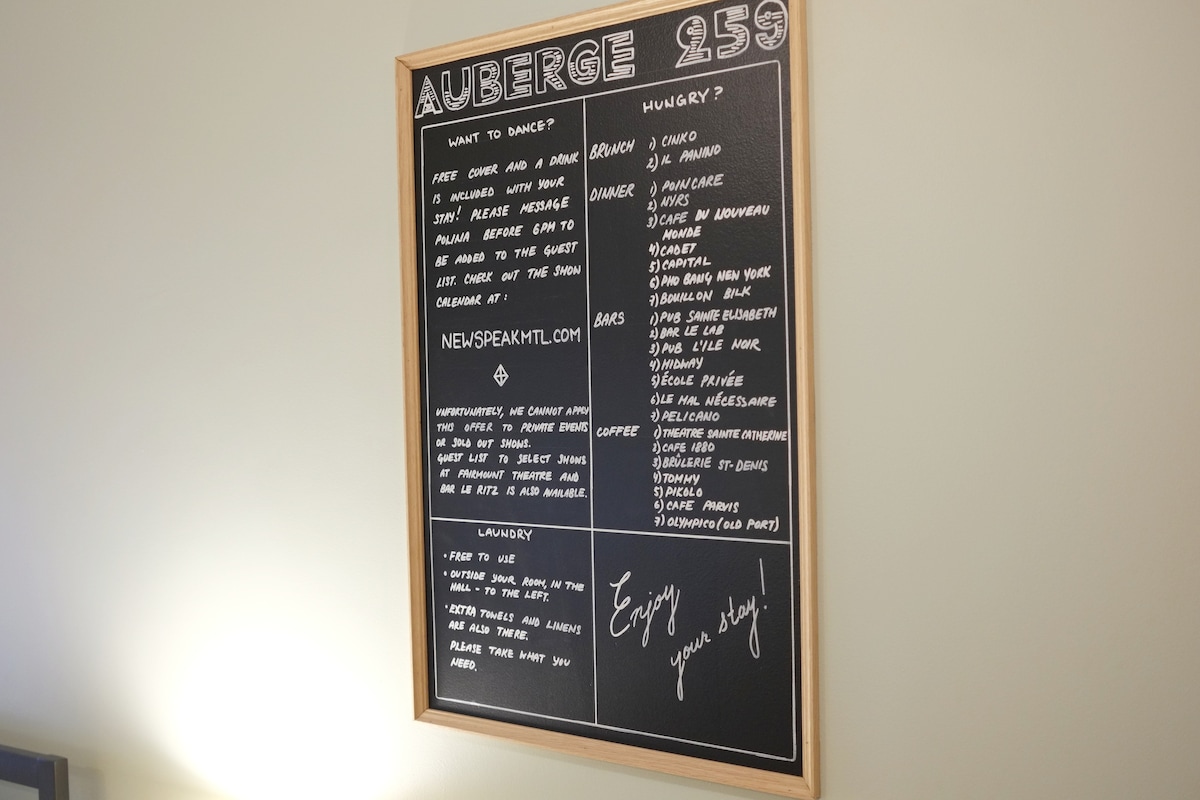 AUBERGE 259
WANT TO DANCE?
FREE COVER AND A DRINK
IS INCLUDED WITH YOUR
STAY! PLEASE MESSAGE
POLINA BEFORE 6PM TO
BE ADDED TO THE GUEST
LIST. CHECK OUT THE SHOW
CALENDAR AT:
NEWSPEAKMTL.COM
UNFORTUNATELY, WE CANNOT APPLY
THIS OFFER TO PRIVATE EVENTS
OR SOLD OUT SHOWS.
GUEST LIST TO SELECT SHOWS
AT FAIRMOUNT THEATRE AND
BAR LE RITZ IS ALSO AVAILABLE.
HUNGRY?
BRUNCH 1) CINKO
2) IL PANINO
DINNER 1) POINCARE
2) NYRS
3) CAFE DU NOUVEAU
MONDE
4) CADET
5) CAPITAL
6) PHO BANG NEW YORK
7) BOUILLON BILK
BARS 1) PUB SAINTE ELISABETH
2) BAR LE LAB
3) PUB L'ILE NOIR
4) MIDWAY
5) ÉCOLE PRIVÉE
6) LE MAL NÉCESSAIRE
7) PELICANO
COFFEE 1) THEATRE SAINTE CATHERINE
2) CAFE 1880
3) BRÛLERIE ST-DENIS
4) TOMMY
5) PIKOLO
6) CAFE PARVIS
7) OLYMPICO (OLD PORT)
LAUNDRY
• FREE TO USE
• OUTSIDE YOUR ROOM, IN THE
HALL - TO THE LEFT.
• EXTRA TOWELS AND LINENS
ARE ALSO THERE.
PLEASE TAKE WHAT YOU
NEED.
Enjoy
your stay!